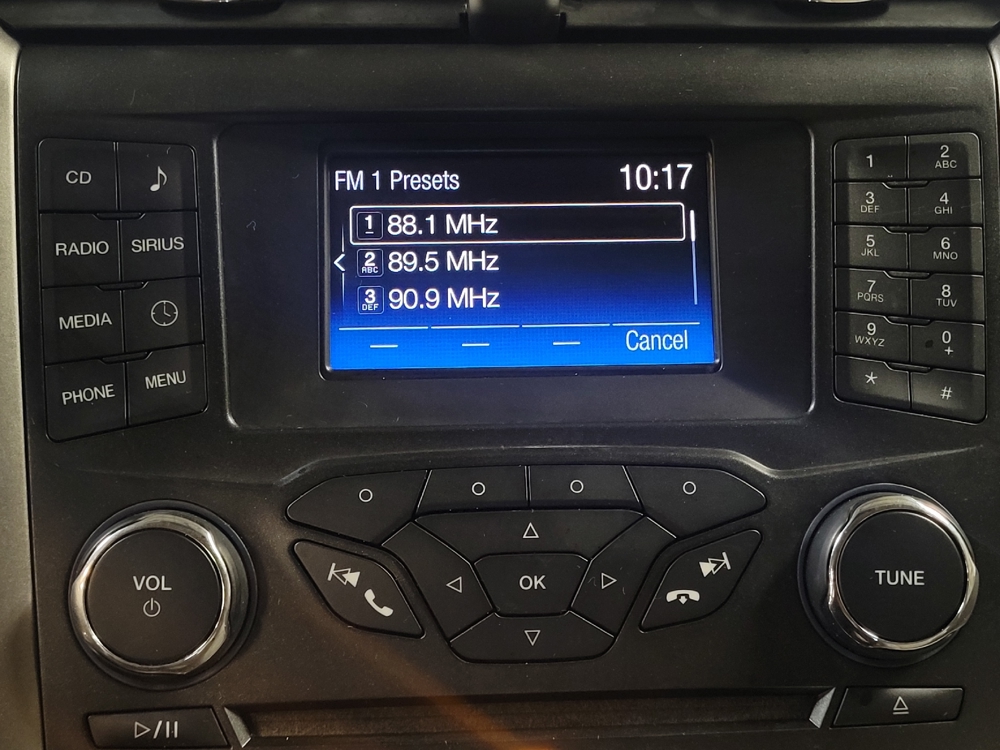 FM 1 Presets 10:17
1 88.1 MHz
2 ABC 89.5 MHz
3 DEF 90.9 MHz
Cancel
CD
RADIO SIRIUS
MEDIA
PHONE MENU
1 2 ABC
3 DEF 4 GHI
5 JKL 6 MNO
7 PQRS 8 TUV
9 WXYZ 0 +
* #
VOL
OK
TUNE